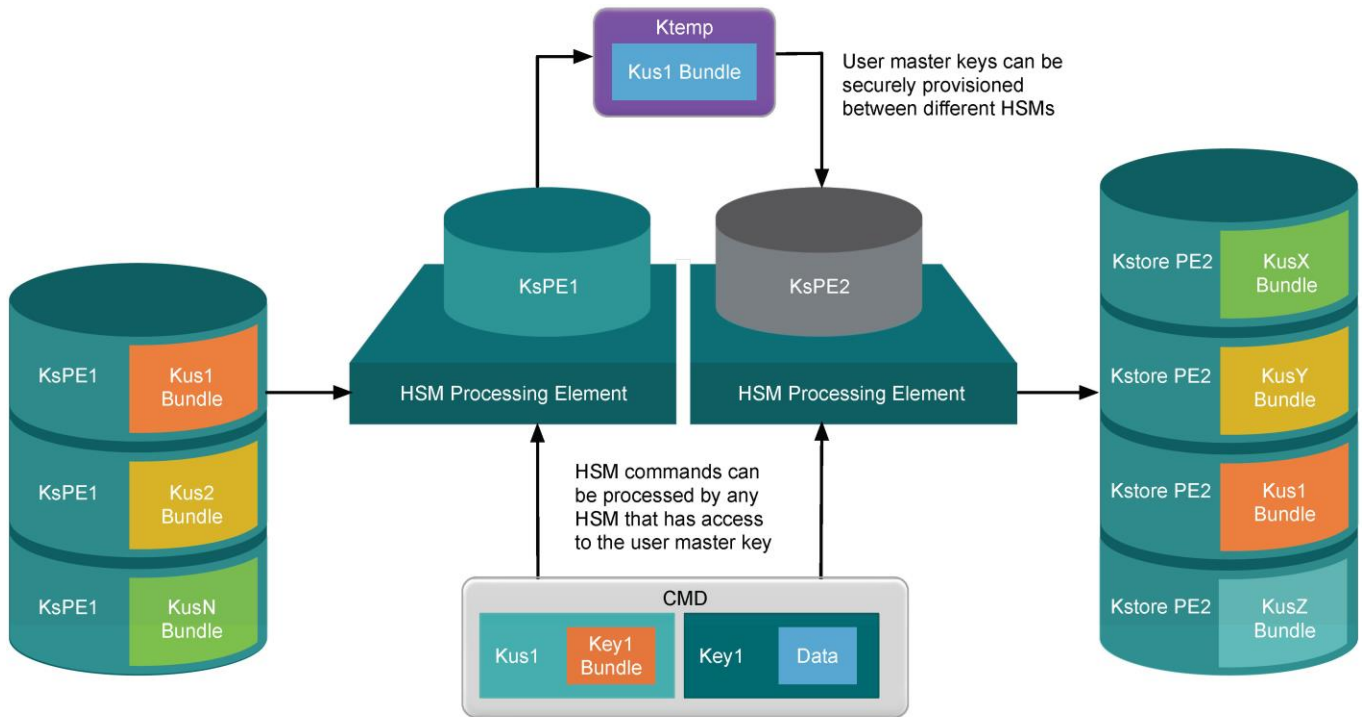 Ktemp
Kus1 Bundle
User master keys can be
securely provisioned
between different HSMs
KsPE1
KsPE2
HSM Processing Element
HSM Processing Element
KsPE1
Kus1
Bundle
KsPE1
Kus2
Bundle
KsPE1
KusN
Bundle
Kstore PE2
KusX
Bundle
Kstore PE2
KusY
Bundle
Kstore PE2
Kus1
Bundle
Kstore PE2
KusZ
Bundle
HSM commands can
be processed by any
HSM that has access
to the user master key
CMD
Kus1
Key1
Bundle
Key1
Data